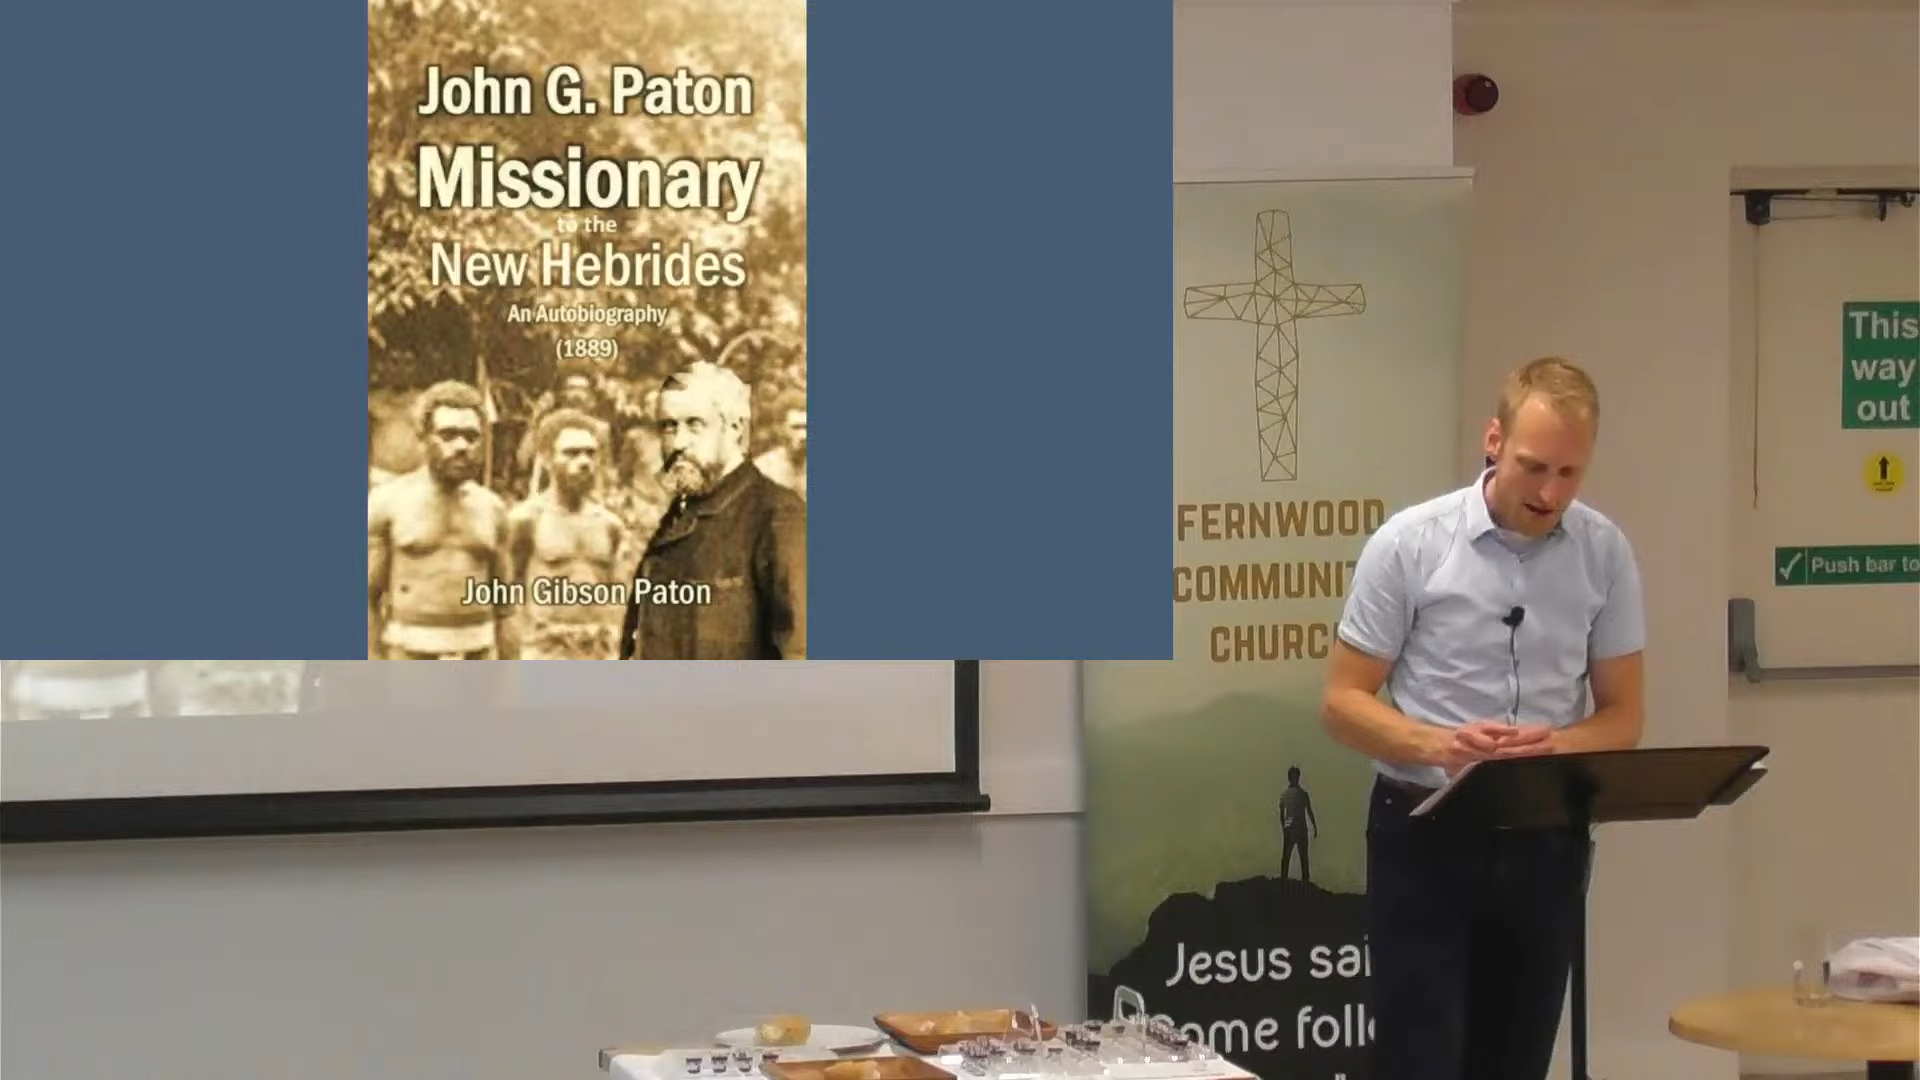 John G. Paton
Missionary
to the
New Hebrides
An Autobiography
(1889)
John Gibson Paton
FERNWOOD
COMMUNIT
CHURC
Jesus sai
Come foll
This
way
out
Push bar to